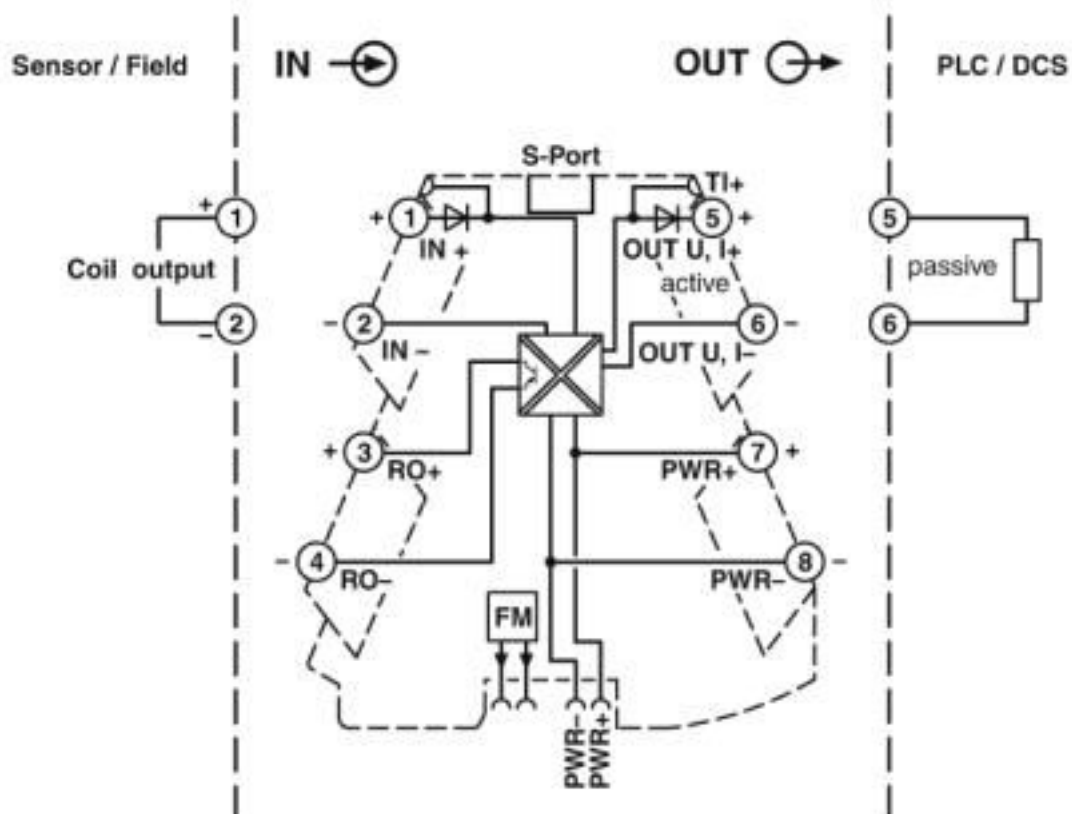 Sensor / Field
IN
OUT
PLC / DCS
S-Port
TI+
+ 1
+ 1
5 +
5
IN +
OUT U, I+
Coil output
active
passive
– 2
– 2
6 –
6
IN –
OUT U, I–
+ 3
7 +
RO+
PWR+
– 4
8 –
RO–
PWR–
FM
PWR–
PWR+